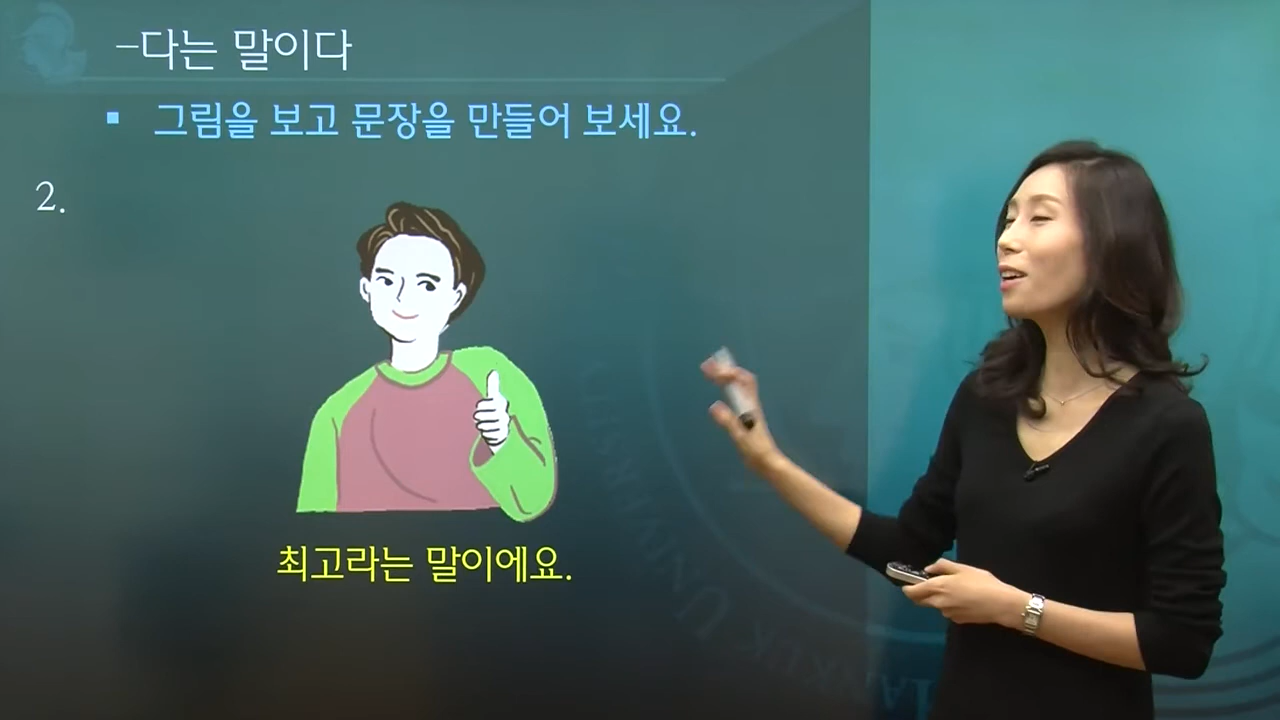 –다는 말이다
▪ 그림을 보고 문장을 만들어 보세요.
2.
최고라는 말이에요.